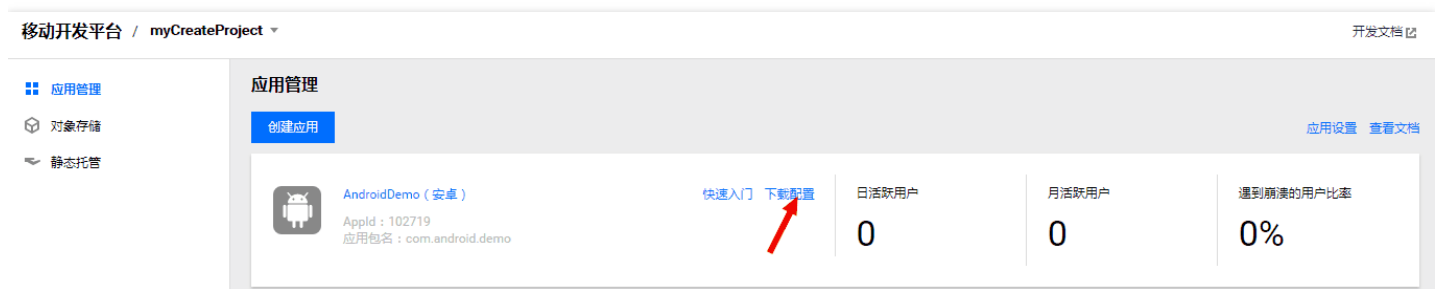 移动开发平台 / myCreateProject
开发文档
应用管理
对象存储
静态托管
应用管理
创建应用
应用设置 查看文档
AndroidDemo（安卓）
AppId：102719
应用包名：com.android.demo
快速入门 下载配置
日活跃用户
0
月活跃用户
0
遇到崩溃的用户比率
0%